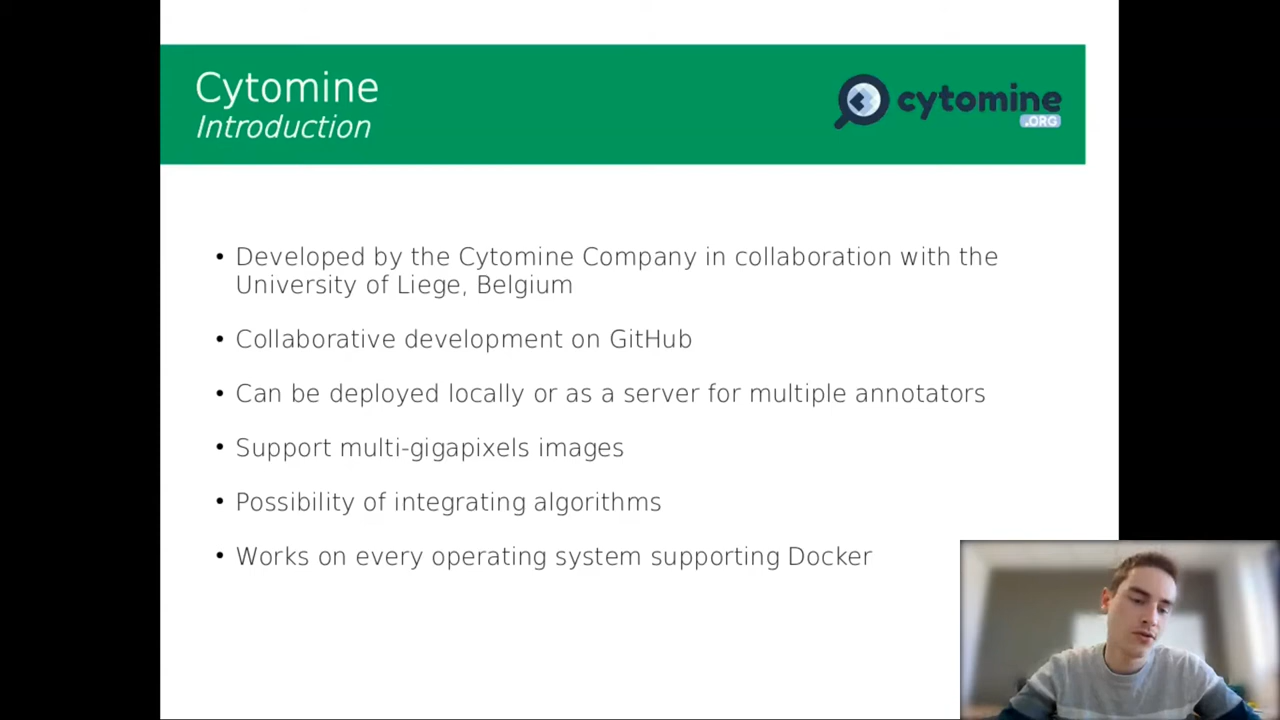 Cytomine
Introduction
cytomine
.ORG
• Developed by the Cytomine Company in collaboration with the
University of Liege, Belgium
• Collaborative development on GitHub
• Can be deployed locally or as a server for multiple annotators
• Support multi-gigapixels images
• Possibility of integrating algorithms
• Works on every operating system supporting Docker